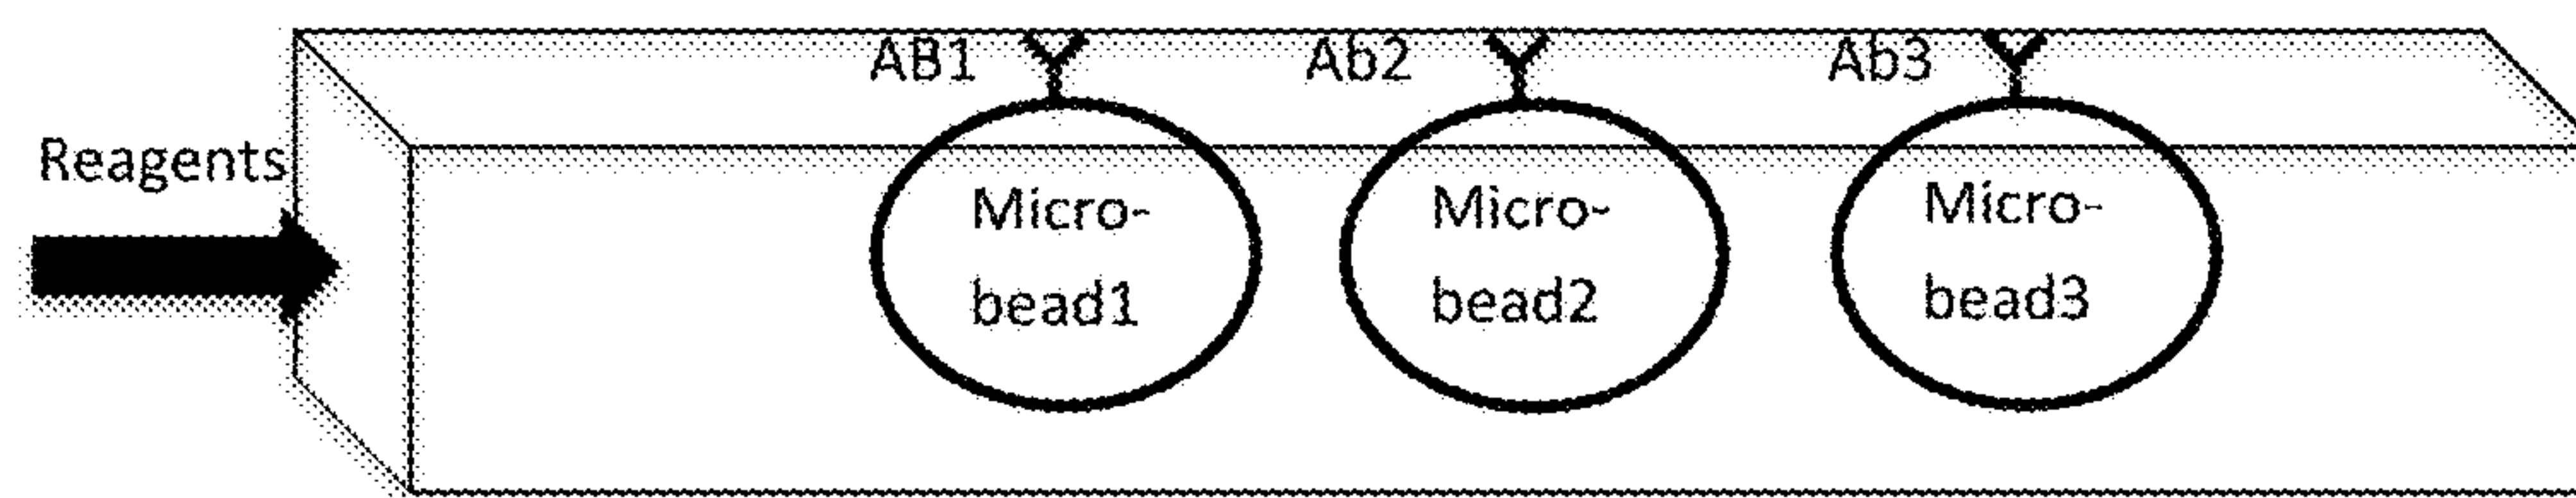 AB1 Ab2 Ab3
Reagents
Micro- Micro- Micro-
bead1 bead2 bead3